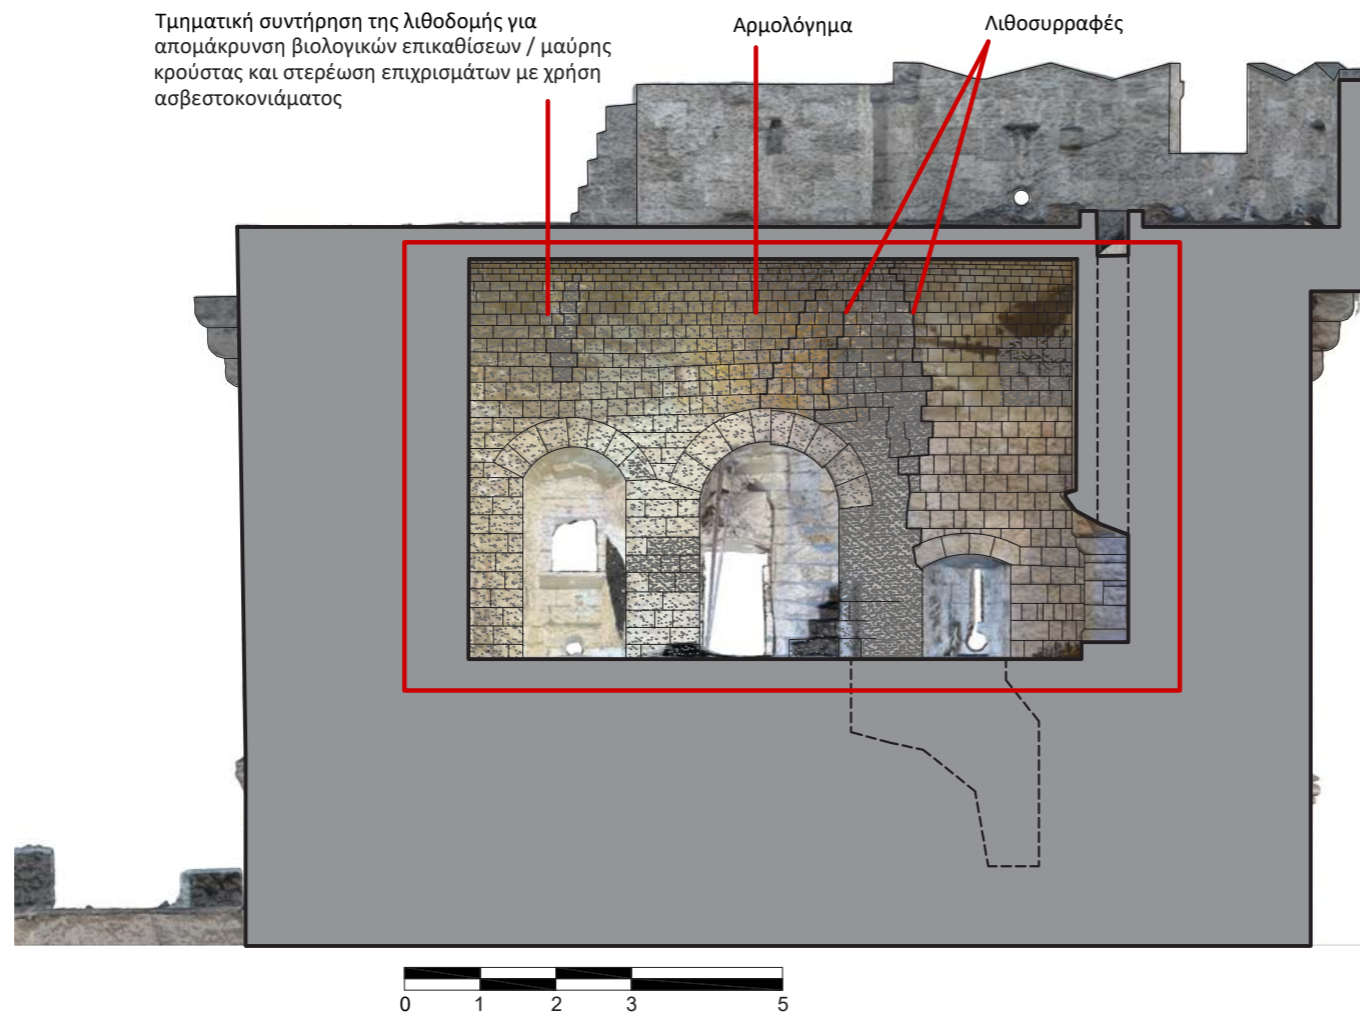 Τμηματική συντήρηση της λιθοδομής για
απομάκρυνση βιολογικών επικαθίσεων / μαύρης
κρούστας και στερέωση επιχρισμάτων με χρήση
ασβεστοκονιάματος
Αρμολόγημα
Λιθοσυρραφές
0 1 2 3 5